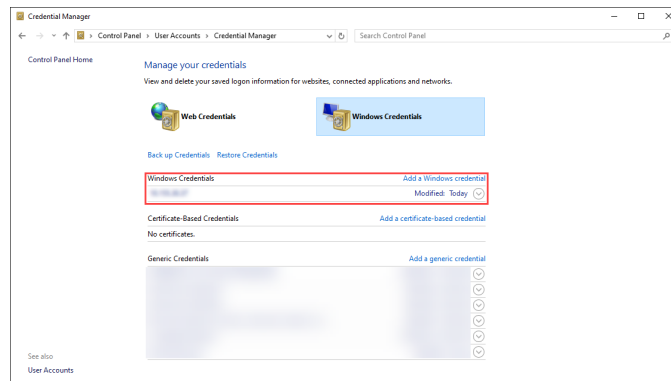 Credential Manager
Control Panel > User Accounts > Credential Manager
Search Control Panel
Control Panel Home
Manage your credentials
View and delete your saved logon information for websites, connected applications and networks.
Web Credentials
Windows Credentials
Back up Credentials Restore Credentials
Windows Credentials Add a Windows credential
Modified: Today
Certificate-Based Credentials Add a certificate-based credential
No certificates.
Generic Credentials Add a generic credential
See also
User Accounts